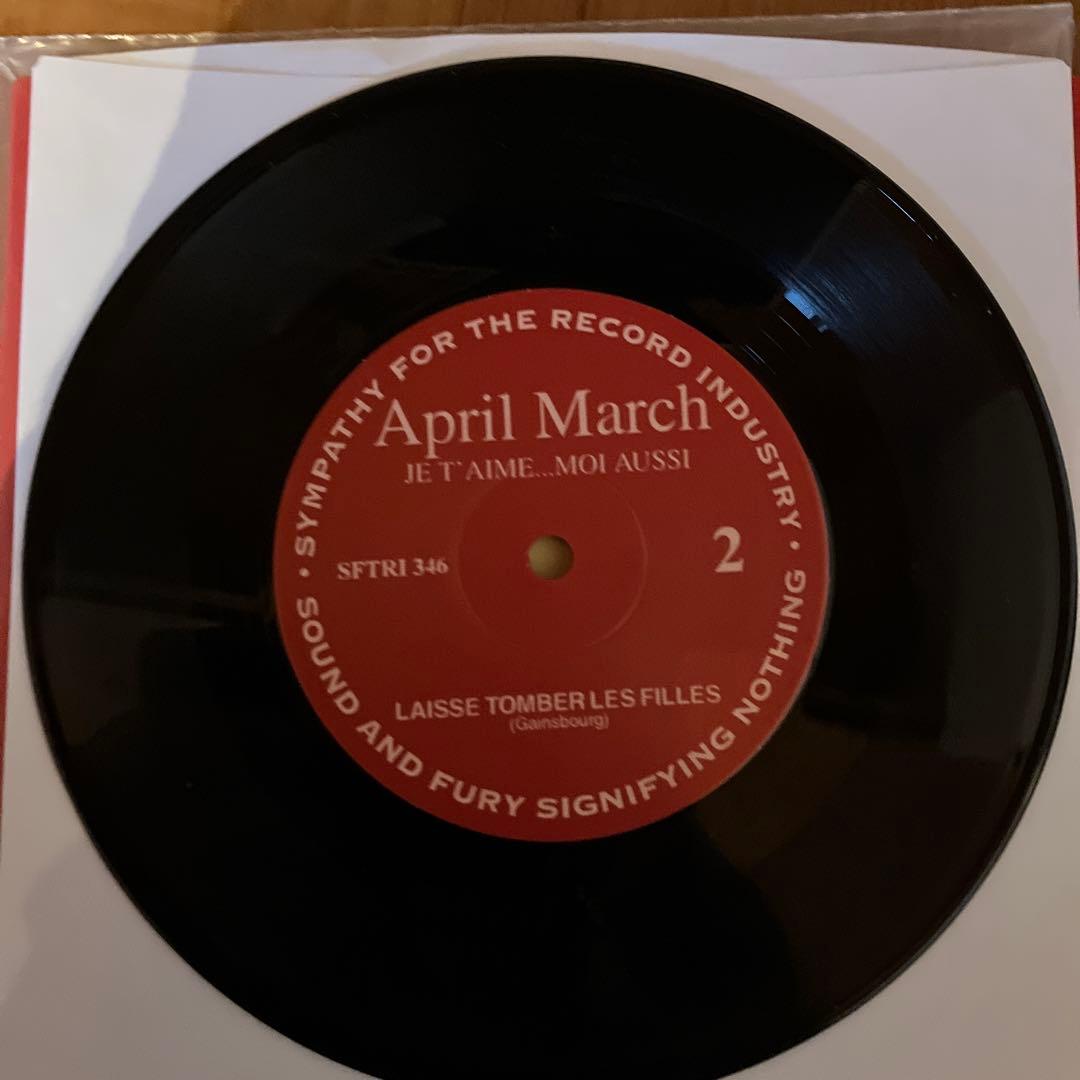 SYMPATHY FOR THE RECORD INDUSTRY •
April March
JE T'AIME...MOI AUSSI
SFTRI 346
2
LAISSE TOMBER LES FILLES
(Gainsbourg)
SOUND AND FURY SIGNIFYING NOTHING •